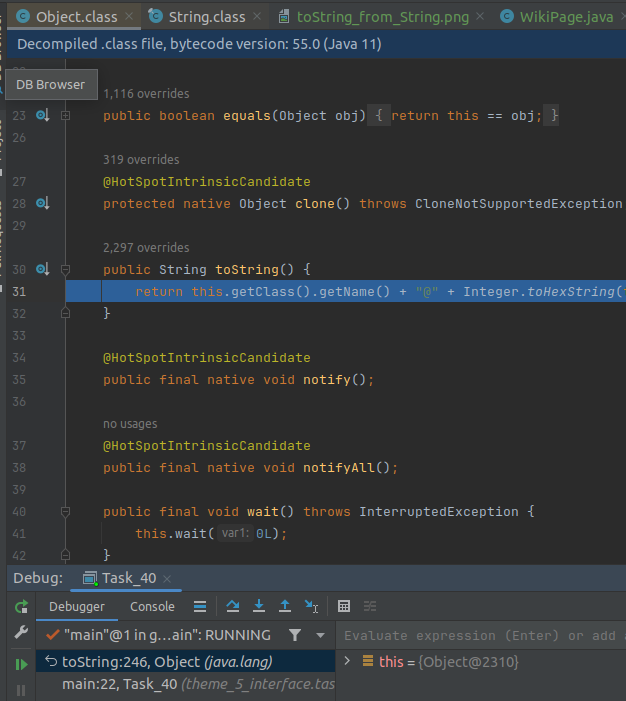 Object.class × String.class × toString_from_String.png × WikiPage.java
Decompiled .class file, bytecode version: 55.0 (Java 11)
DB Browser
1,116 overrides
23 public boolean equals(Object obj) { return this == obj; }
26
319 overrides
27 @HotSpotIntrinsicCandidate
28 protected native Object clone() throws CloneNotSupportedException
29
2,297 overrides
30 public String toString() {
31 return this.getClass().getName() + "@" + Integer.toHexString(
32 }
33
34 @HotSpotIntrinsicCandidate
35 public final native void notify();
36
no usages
37 @HotSpotIntrinsicCandidate
38 public final native void notifyAll();
39
40 public final void wait() throws InterruptedException {
41 this.wait( var1: 0L);
42 }
Debug: Task_40 ×
Debugger Console
"main"@1 in g...ain": RUNNING
Evaluate expression (Enter) or add a
toString:246, Object (java.lang)
this = {Object@2310}
main:22, Task_40 (theme_5_interface.tas